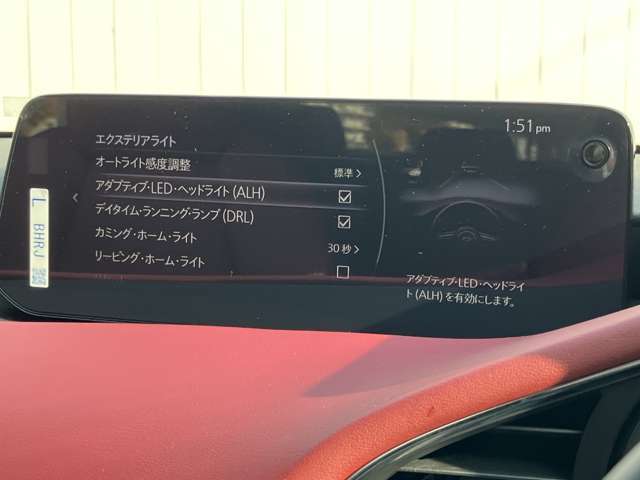 1:51 pm
エクステリアライト
オートライト感度調整 標準
アダプティブ・LED・ヘッドライト (ALH)
デイタイム・ランニング・ランプ (DRL)
カミング・ホーム・ライト 30 秒
リービング・ホーム・ライト
アダプティブ・LED・ヘッドライ
ト (ALH) を有効にします。
L BHRJ